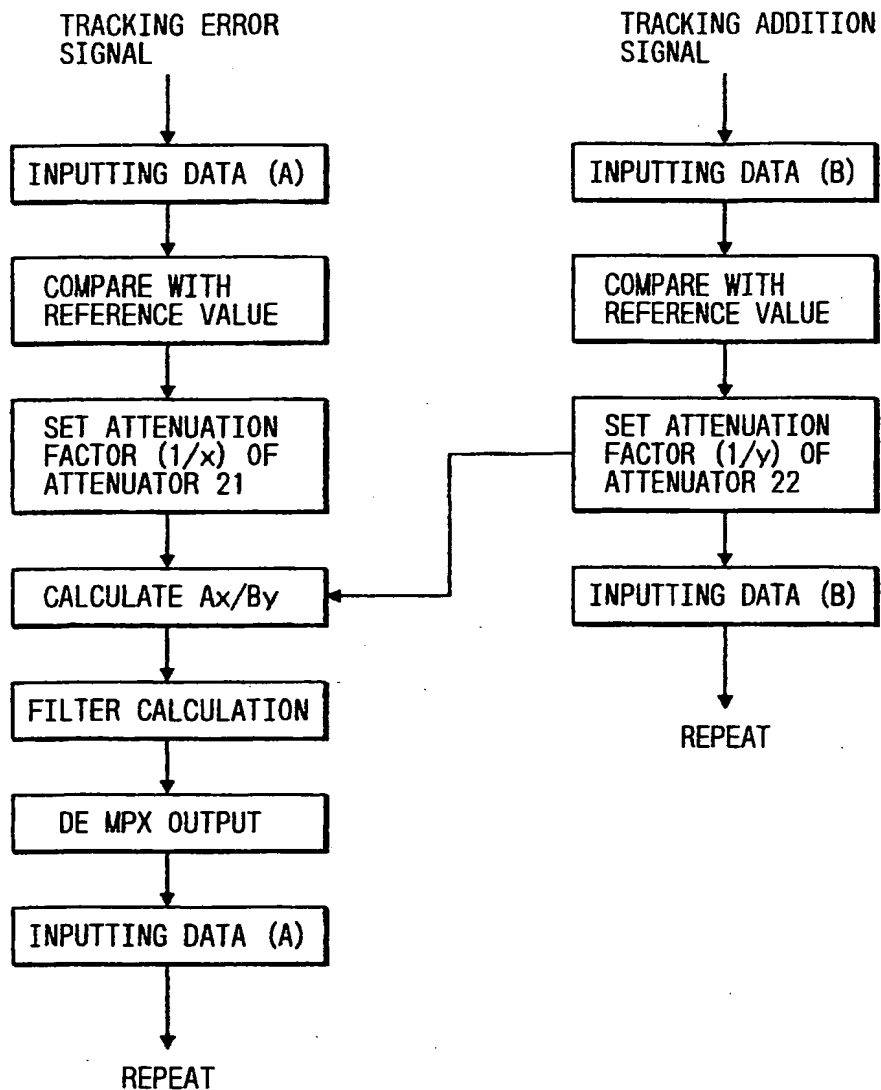 TRACKING ERROR
SIGNAL
INPUTTING DATA (A)
COMPARE WITH
REFERENCE VALUE
SET ATTENUATION
FACTOR (1/x) OF
ATTENUATOR 21
CALCULATE Ax/By
FILTER CALCULATION
DE MPX OUTPUT
INPUTTING DATA (A)
REPEAT
TRACKING ADDITION
SIGNAL
INPUTTING DATA (B)
COMPARE WITH
REFERENCE VALUE
SET ATTENUATION
FACTOR (1/y) OF
ATTENUATOR 22
INPUTTING DATA (B)
REPEAT